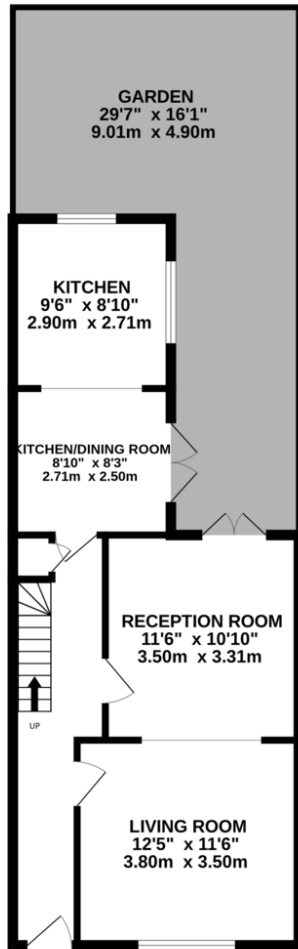 GARDEN
29'7" x 16'1"
9.01m x 4.90m
KITCHEN
9'6" x 8'10"
2.90m x 2.71m
KITCHEN/DINING ROOM
8'10" x 8'3"
2.71m x 2.50m
RECEPTION ROOM
11'6" x 10'10"
3.50m x 3.31m
UP
LIVING ROOM
12'5" x 11'6"
3.80m x 3.50m